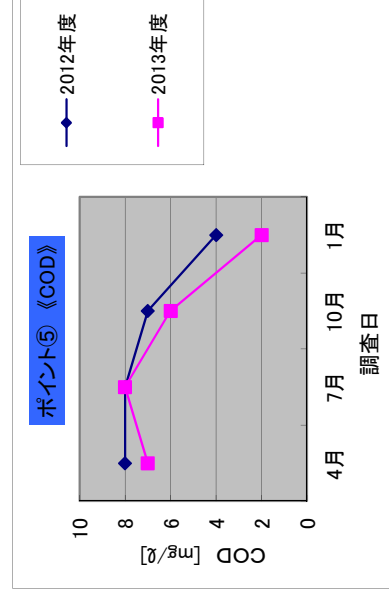 ポイント⑤ 《COD》
COD [mg/ℓ]
10
8
6
4
2
0
4月
7月
10月
1月
調査日
2012年度
2013年度